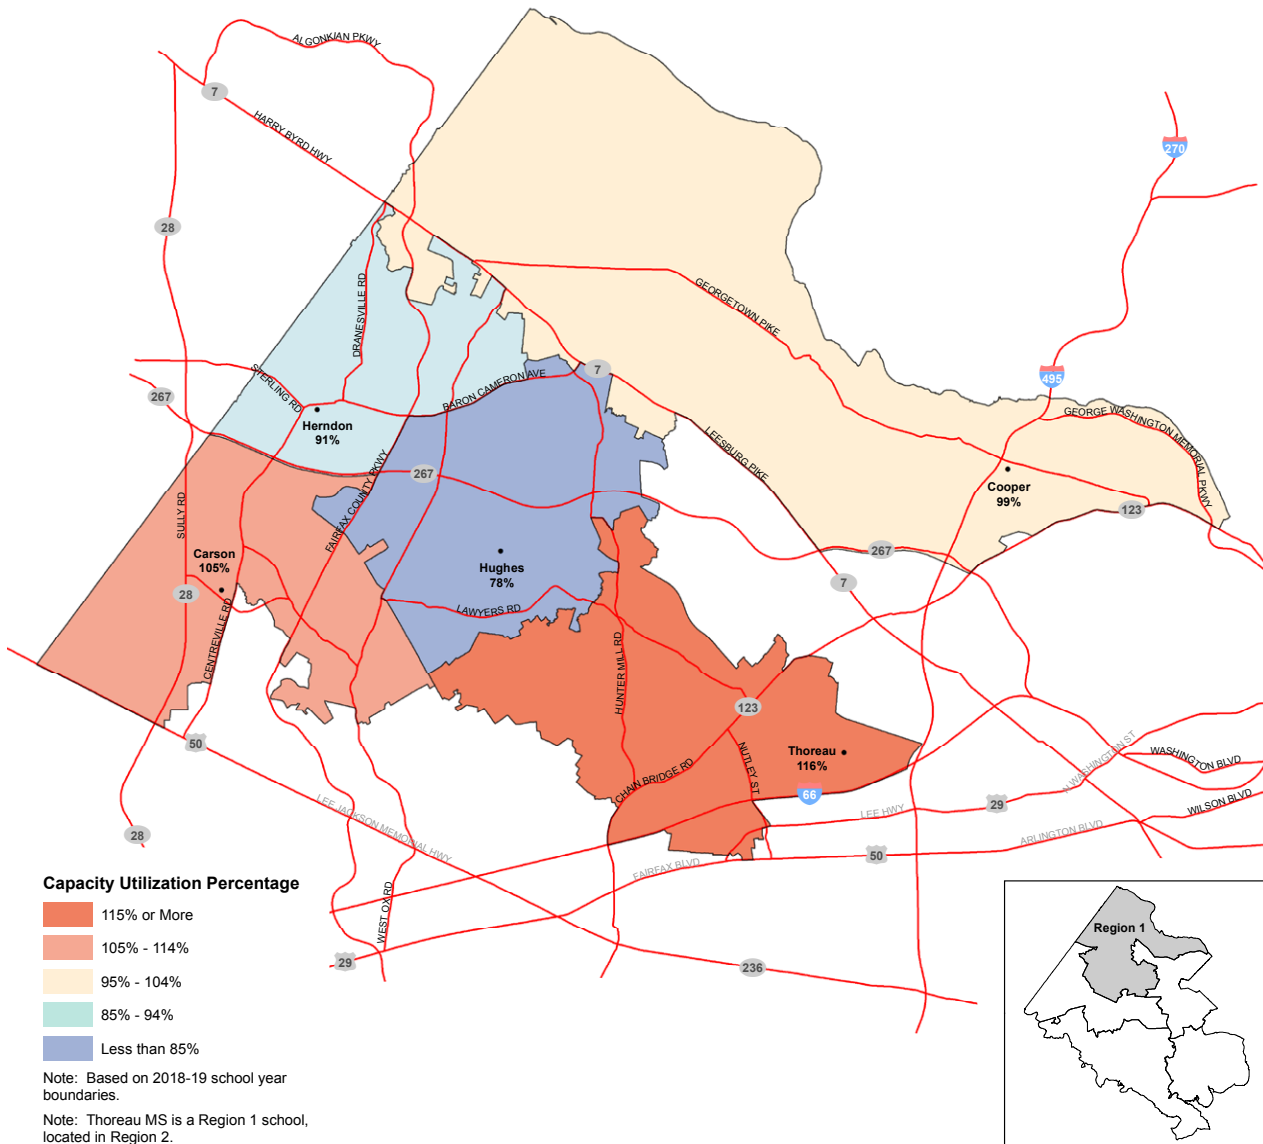 ALGONKIAN PKWY
7
HARRY BYRD HWY
270
28
DRANESVILLE RD
GEORGETOWN PIKE
STERLING RD
BARON CAMERON AVE
7
495
267
Herndon
91%
GEORGE WASHINGTON MEMORIAL PKWY
LEESBURG PIKE
FAIRFAX COUNTY PKWY
267
Cooper
99%
123
SULLY RD
Carson
105%
267
Hughes
78%
7
28
LAWYERS RD
CENTREVILLE RD
HUNTER MILL RD
123
50
NUTLEY ST
Thoreau
116%
N WASHINGTON ST
WASHINGTON BLVD
CHAIN BRIDGE RD
66
29
WILSON BLVD
LEE HWY
LEE JACKSON MEMORIAL HWY
28
ARLINGTON BLVD
50
FAIRFAX BLVD
WEST OX RD
29
236
Capacity Utilization Percentage
115% or More
105% - 114%
95% - 104%
85% - 94%
Less than 85%
Note:  Based on 2018-19 school year
boundaries.
Note:  Thoreau MS is a Region 1 school,
located in Region 2.
Region 1